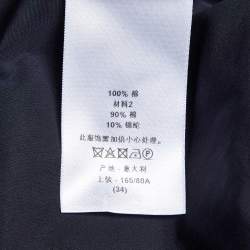 100% 棉
材料2
90% 棉
10% 锦纶
此服饰需加倍小心处理。
产地 - 意大利
上装 - 165/80A
(34)